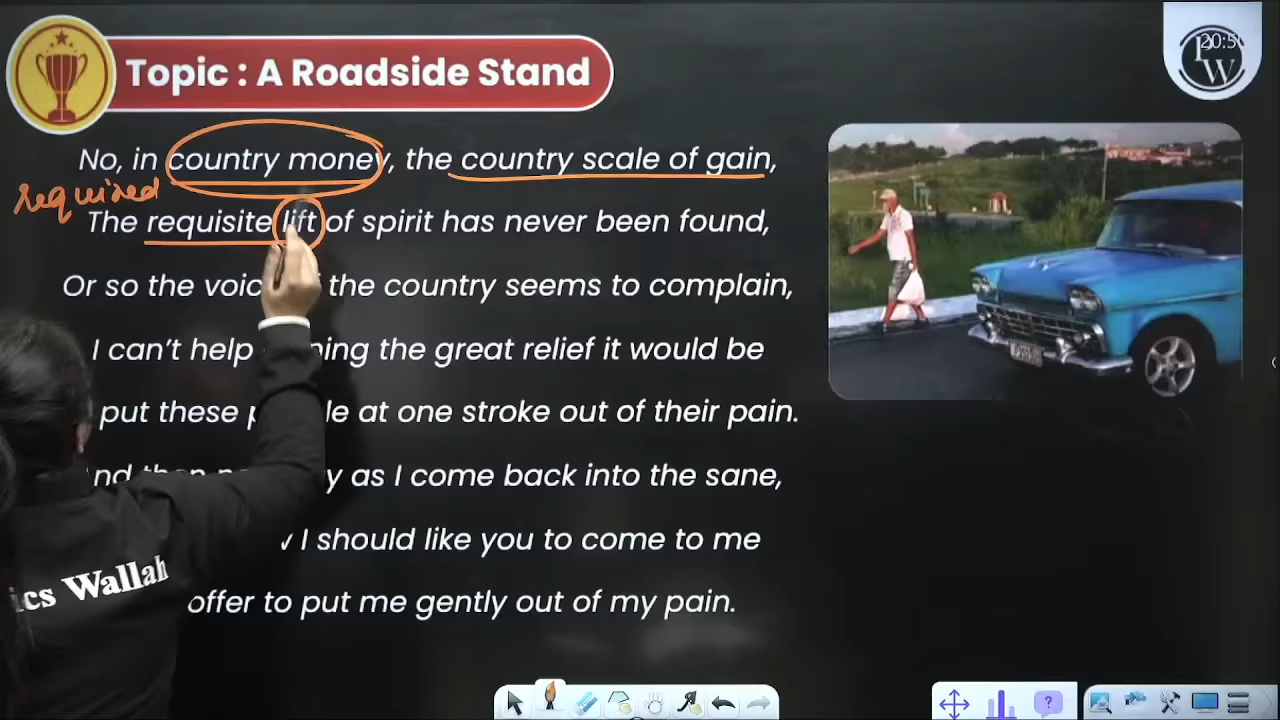 Topic : A Roadside Stand
20:5
W
No, in country money, the country scale of gain,
required
The requisite lift of spirit has never been found,
Or so the the country seems to complain,
I can't help the great relief it would be
put these at one stroke out of their pain.
as I come back into the sane,
I should like you to come to me
offer to put me gently out of my pain.
ics Wallah